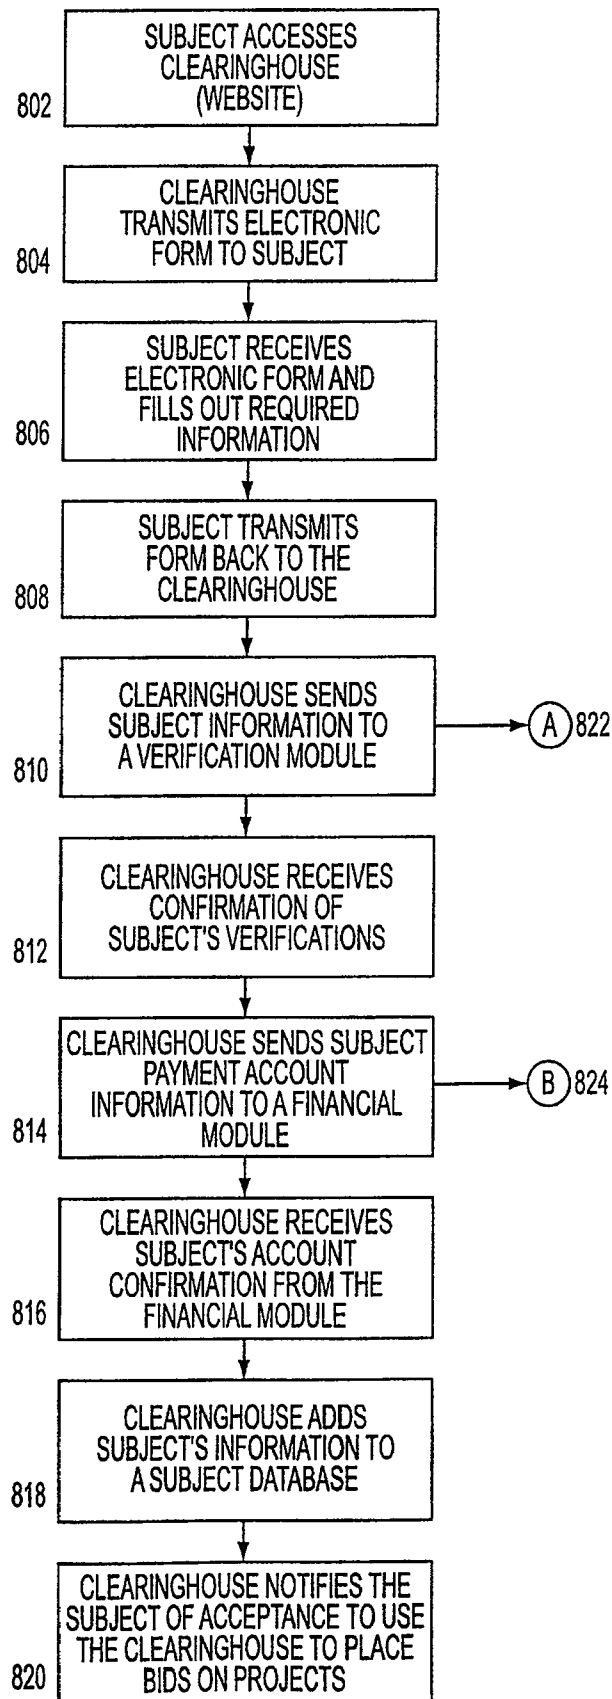 SUBJECT ACCESSES
CLEARINGHOUSE
(WEBSITE)
802
CLEARINGHOUSE
TRANSMITS ELECTRONIC
FORM TO SUBJECT
804
SUBJECT RECEIVES
ELECTRONIC FORM AND
FILLS OUT REQUIRED
INFORMATION
806
SUBJECT TRANSMITS
FORM BACK TO THE
CLEARINGHOUSE
808
CLEARINGHOUSE SENDS
SUBJECT INFORMATION TO
A VERIFICATION MODULE
810
A 822
CLEARINGHOUSE RECEIVES
CONFIRMATION OF
SUBJECT'S VERIFICATIONS
812
CLEARINGHOUSE SENDS SUBJECT
PAYMENT ACCOUNT
INFORMATION TO A FINANCIAL
MODULE
814
B 824
CLEARINGHOUSE RECEIVES
SUBJECT'S ACCOUNT
CONFIRMATION FROM THE
FINANCIAL MODULE
816
CLEARINGHOUSE ADDS
SUBJECT'S INFORMATION TO
A SUBJECT DATABASE
818
CLEARINGHOUSE NOTIFIES THE
SUBJECT OF ACCEPTANCE TO USE
THE CLEARINGHOUSE TO PLACE
BIDS ON PROJECTS
820